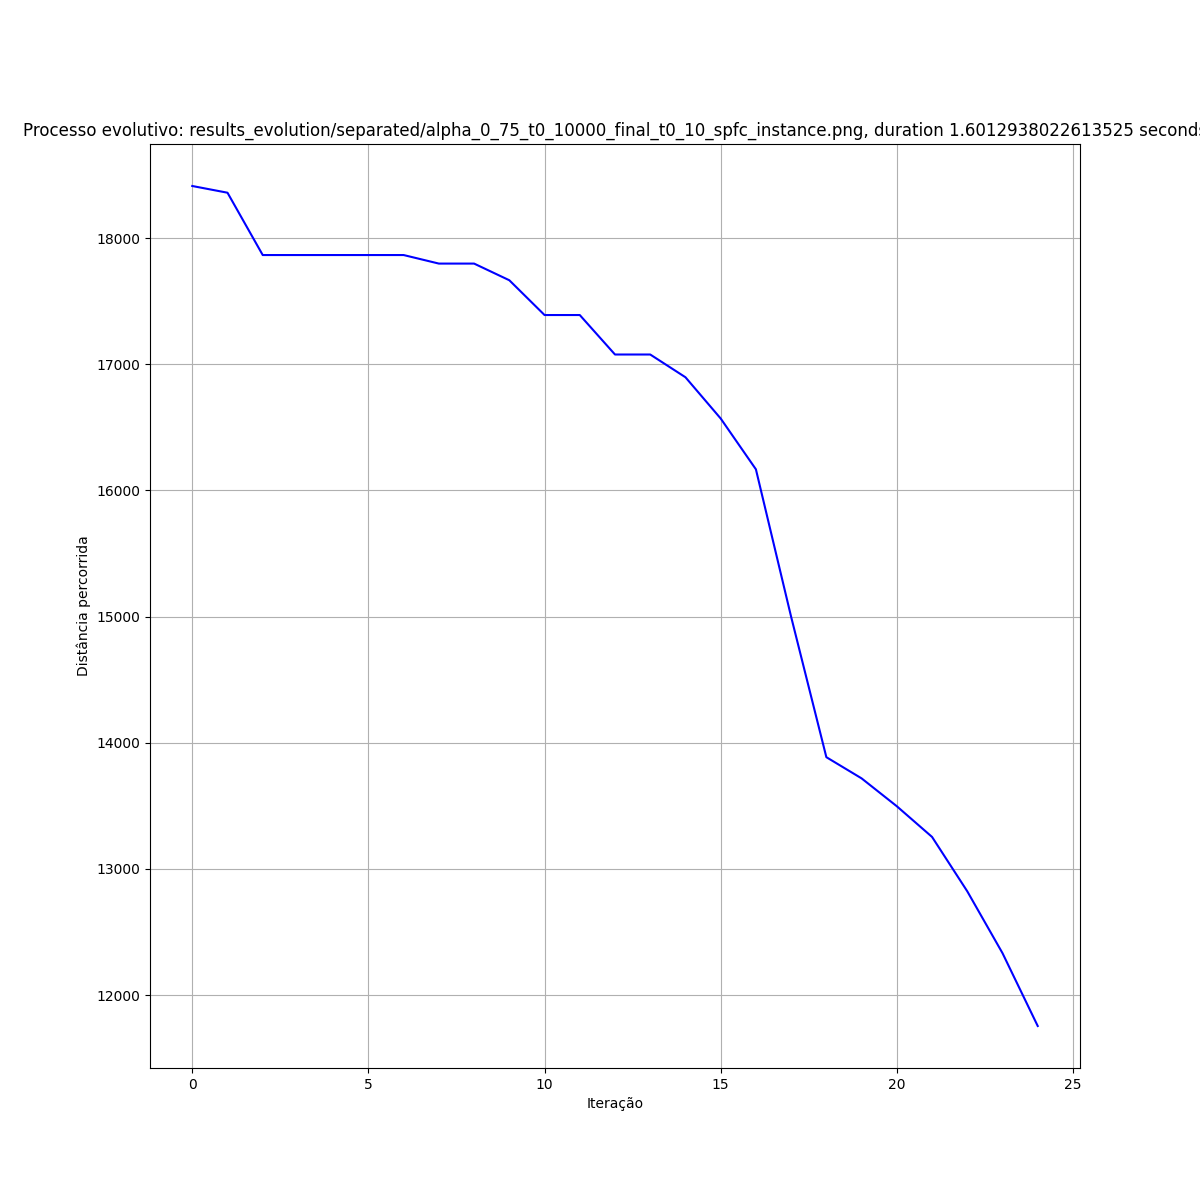 Processo evolutivo: results_evolution/separated/alpha_0_75_t0_10000_final_t0_10_spfc_instance.png, duration 1.6012938022613525 seconds
18000
17000
16000
15000
14000
13000
12000
Distância percorrida
0 5 10 15 20 25
Iteração